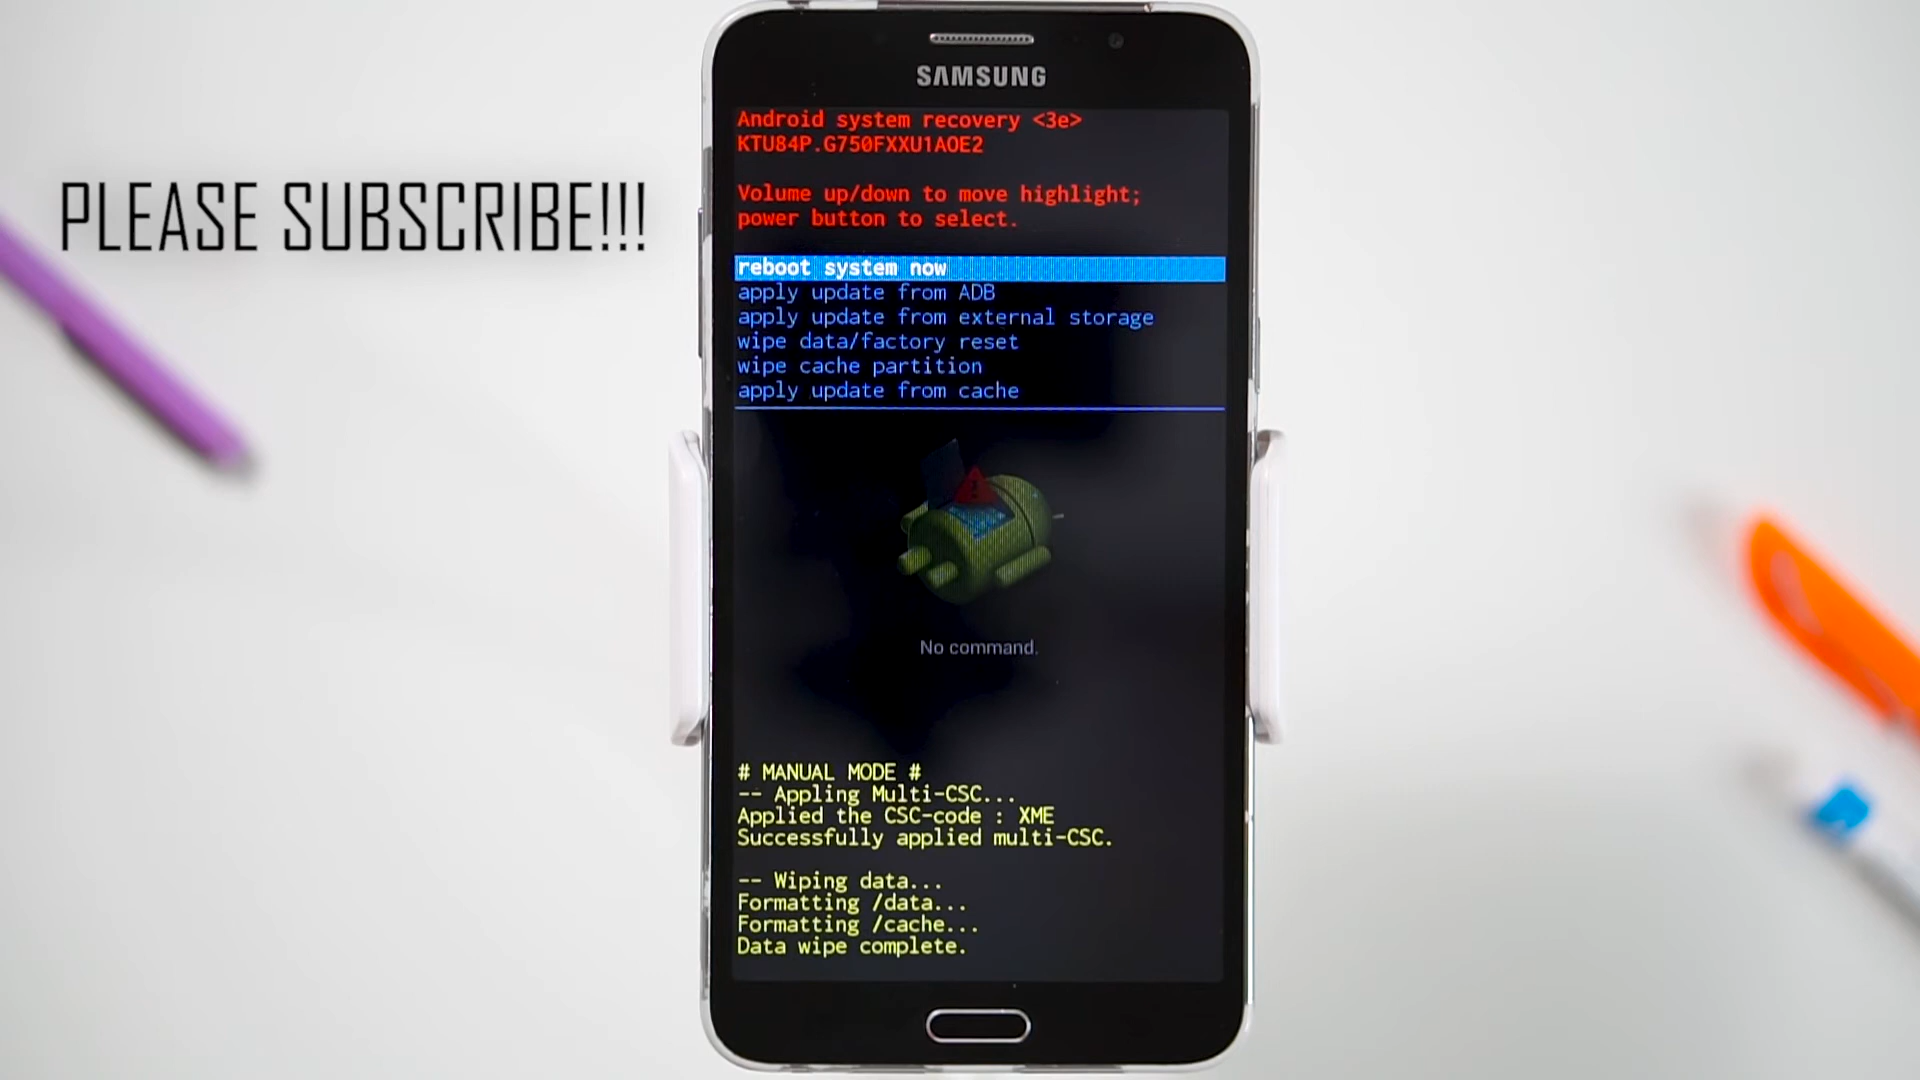 SAMSUNG
Android system recovery <3e>
KTU84P.G750FXXU1AOE2
Volume up/down to move highlight;
power button to select.
PLEASE SUBSCRIBE!!!
reboot system now
apply update from ADB
apply update from external storage
wipe data/factory reset
wipe cache partition
apply update from cache
No command.
# MANUAL MODE #
-- Appling Multi-CSC...
Applied the CSC-code : XME
Successfully applied multi-CSC.
-- Wiping data...
Formatting /data...
Formatting /cache...
Data wipe complete.